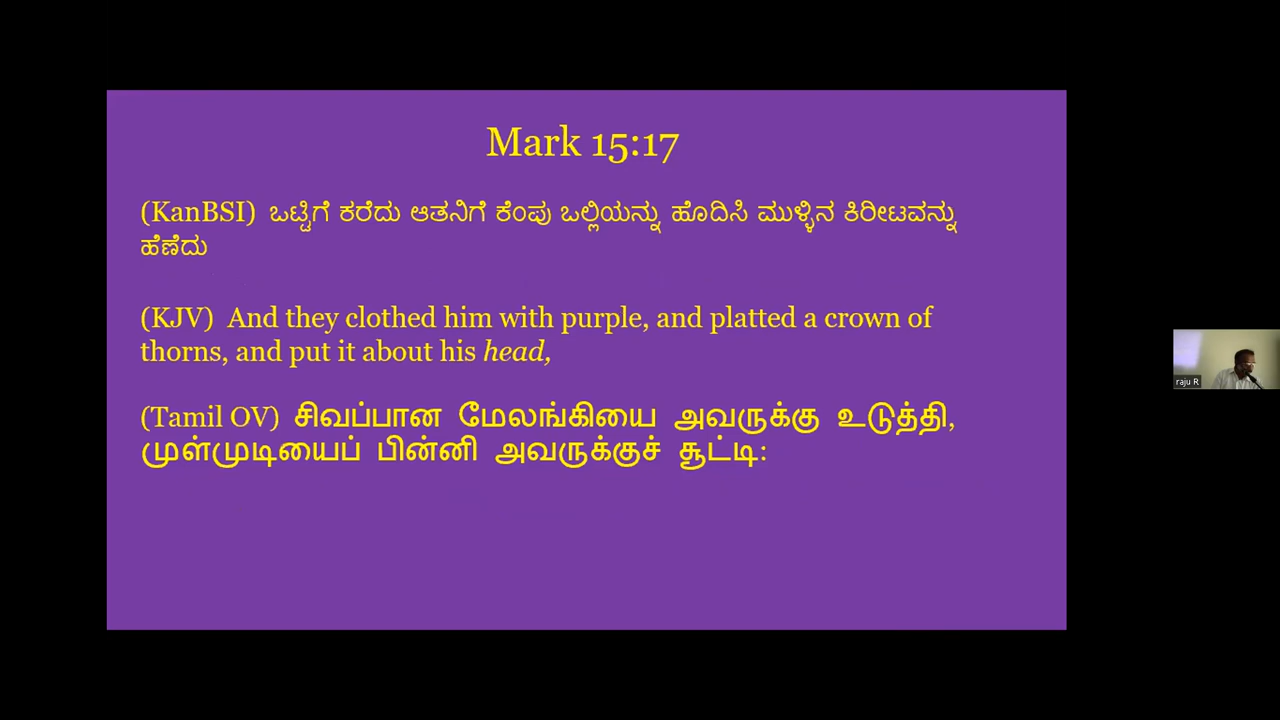 Mark 15:17
(KanBSI) ಒಟ್ಟಿಗೆ ಕರೆದು ಆತನಿಗೆ ಕೆಂಪು ಒಲ್ಲಿಯನ್ನು ಹೊದಿಸಿ ಮುಳ್ಳಿನ ಕಿರೀಟವನ್ನು
ಹೆಣೆದು
(KJV) And they clothed him with purple, and platted a crown of
thorns, and put it about his head,
(Tamil OV) சிவப்பான மேலங்கியை அவருக்கு உடுத்தி,
முள்முடியைப் பின்னி அவருக்குச் சூட்டி:
raju R